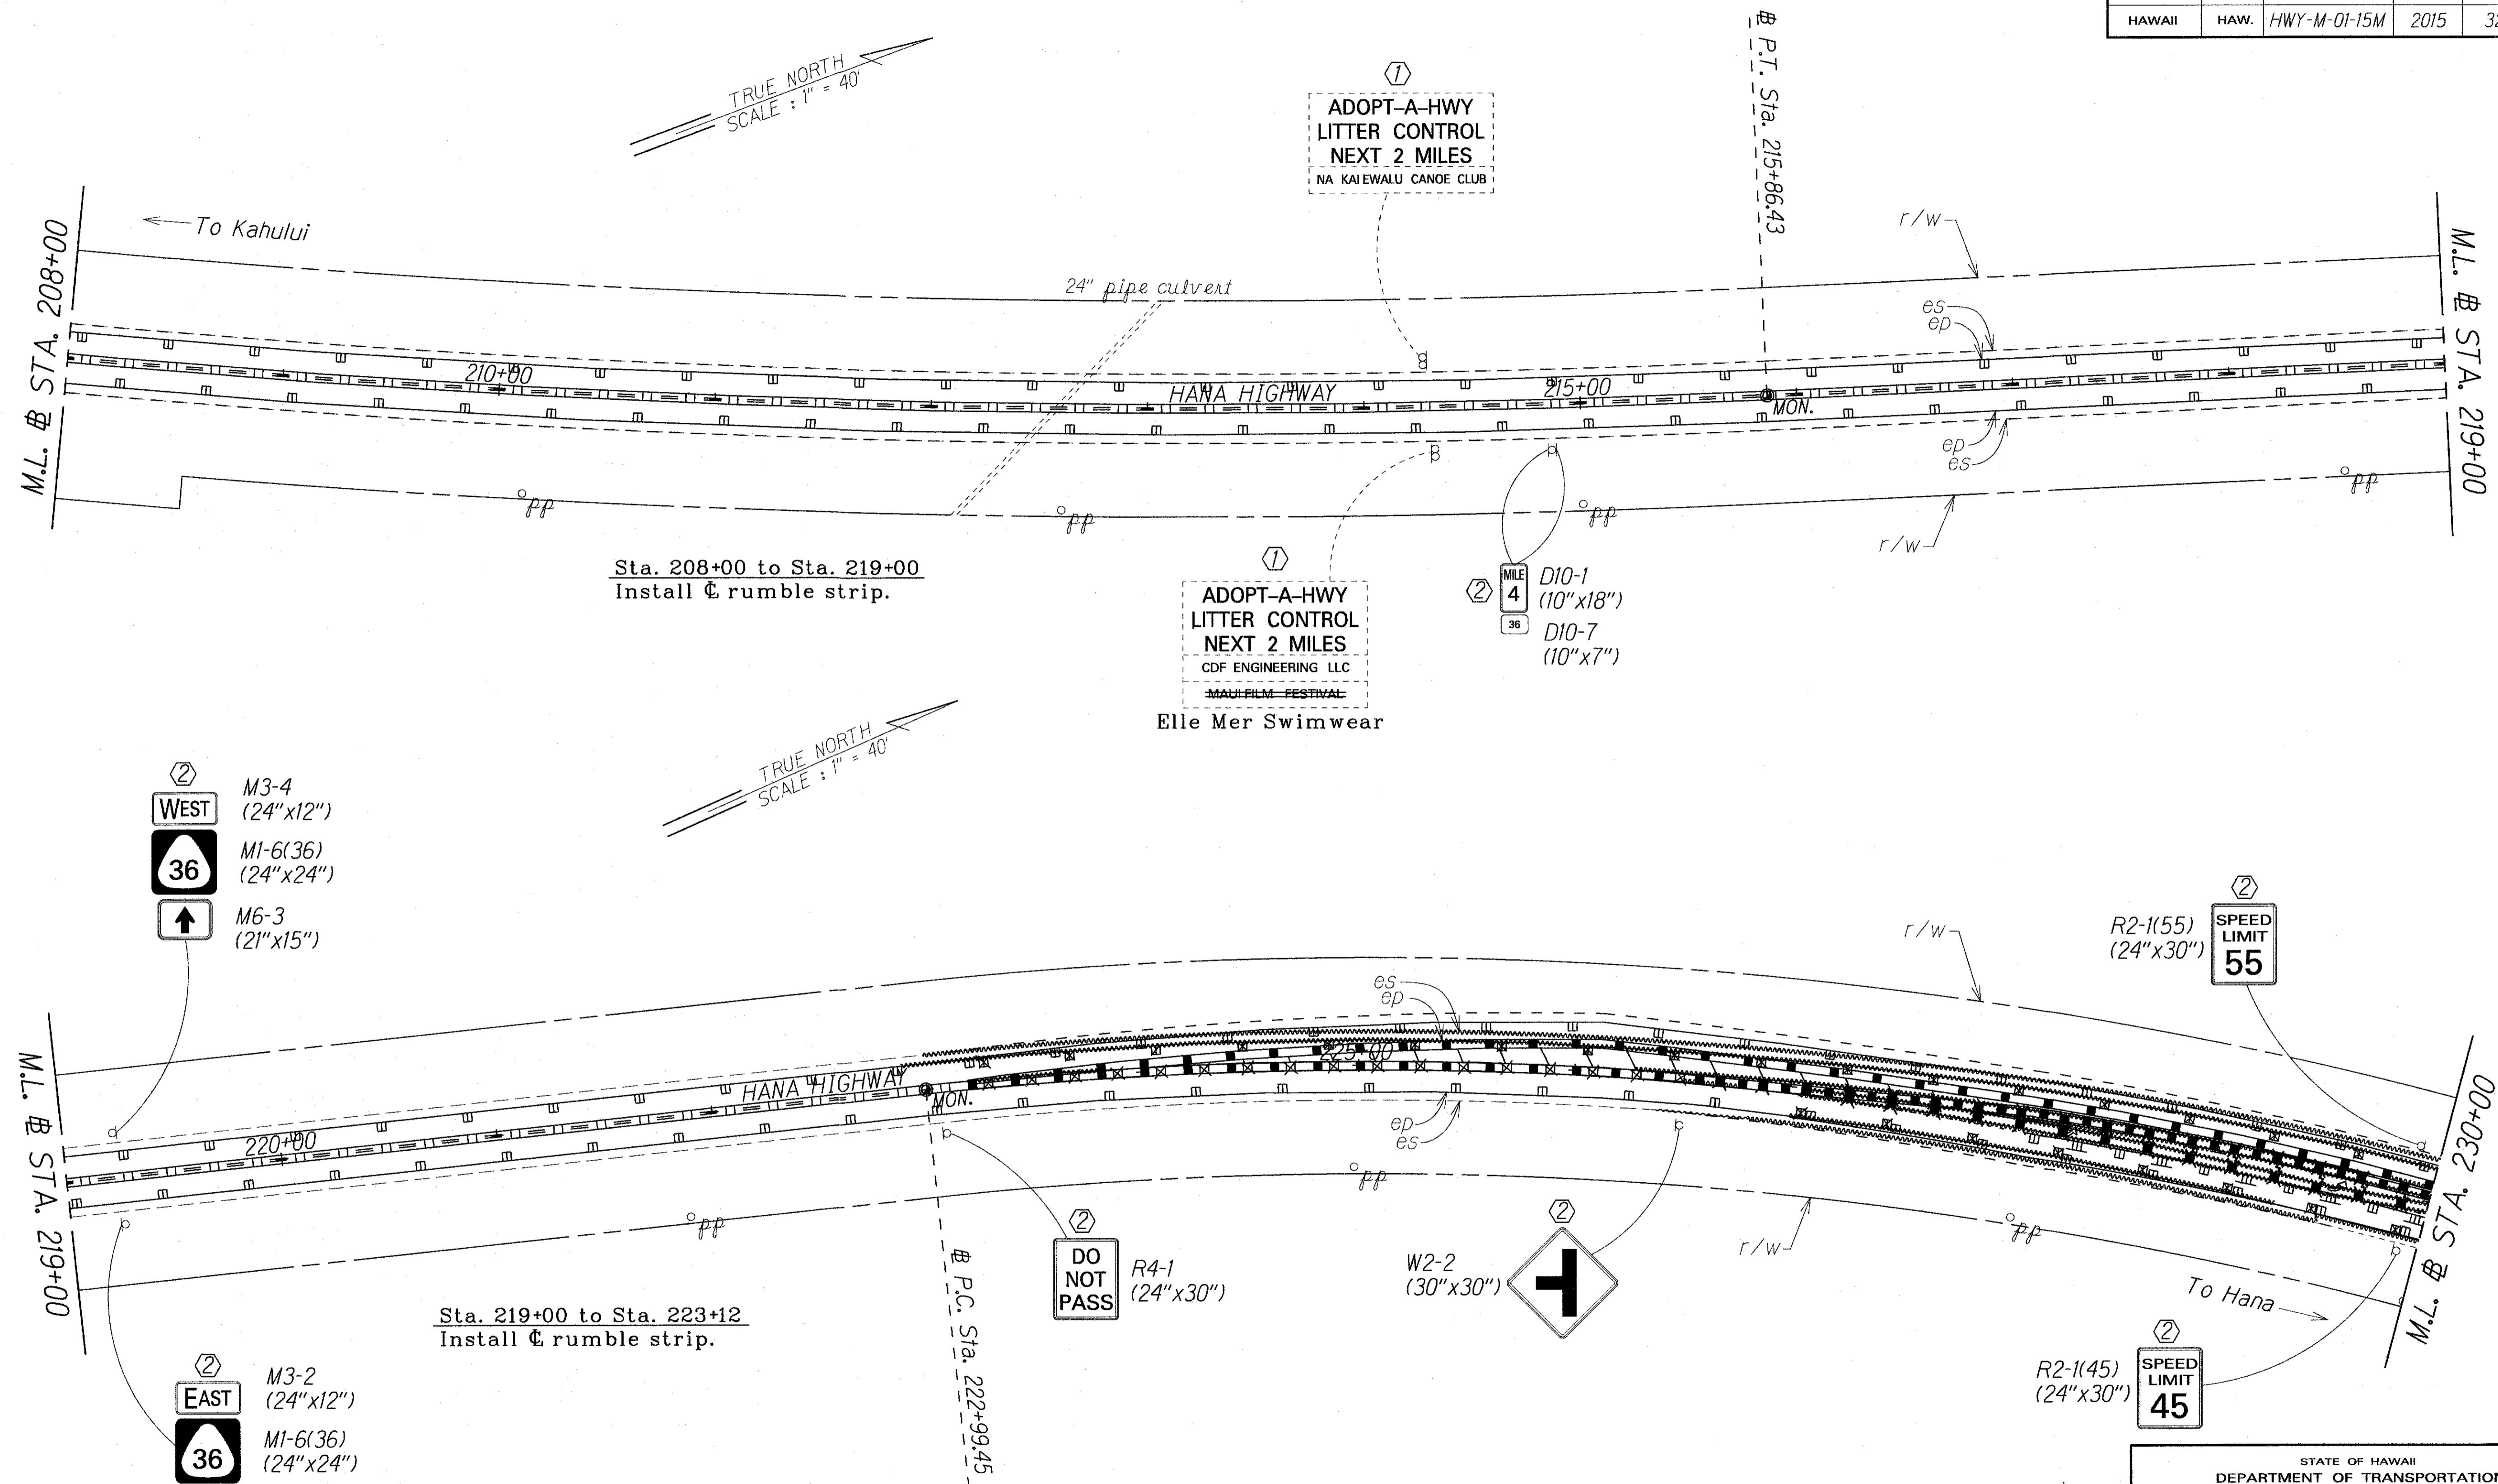 HAWAII HAW. HWY-M-01-15M 2015
TRUE NORTH
SCALE : 1" = 40'
1
ADOPT-A-HWY
LITTER CONTROL
NEXT 2 MILES
NA KAI EWALU CANOE CLUB
℄ P.T. Sta. 215+86.43
To Kahului
M.L. ℄ STA. 208+00
24" pipe culvert
r/w
es
ep
M.L. ℄ STA. 219+00
210+00
HANA HIGHWAY
215+00
MON.
ep
es
pp
pp
pp
pp
r/w
Sta. 208+00 to Sta. 219+00
Install ℄ rumble strip.
1
ADOPT-A-HWY
LITTER CONTROL
NEXT 2 MILES
CDF ENGINEERING LLC
MAUI FILM FESTIVAL
Elle Mer Swimwear
2
MILE
4
36
D10-1
(10"x18")
D10-7
(10"x7")
TRUE NORTH
SCALE : 1" = 40'
2
WEST
M3-4
(24"x12")
36
M1-6(36)
(24"x24")
M6-3
(21"x15")
r/w
2
R2-1(55)
(24"x30")
SPEED
LIMIT
55
es
ep
225+00
M.L. ℄ STA. 219+00
220+00
HANA HIGHWAY
MON.
ep
es
pp
pp
pp
r/w
M.L. ℄ STA. 230+00
To Hana
Sta. 219+00 to Sta. 223+12
Install ℄ rumble strip.
℄ P.C. Sta. 222+99.45
2
DO
NOT
PASS
R4-1
(24"x30")
2
W2-2
(30"x30")
2
R2-1(45)
(24"x30")
SPEED
LIMIT
45
2
EAST
M3-2
(24"x12")
36
M1-6(36)
(24"x24")
STATE OF HAWAII
DEPARTMENT OF TRANSPORTATION